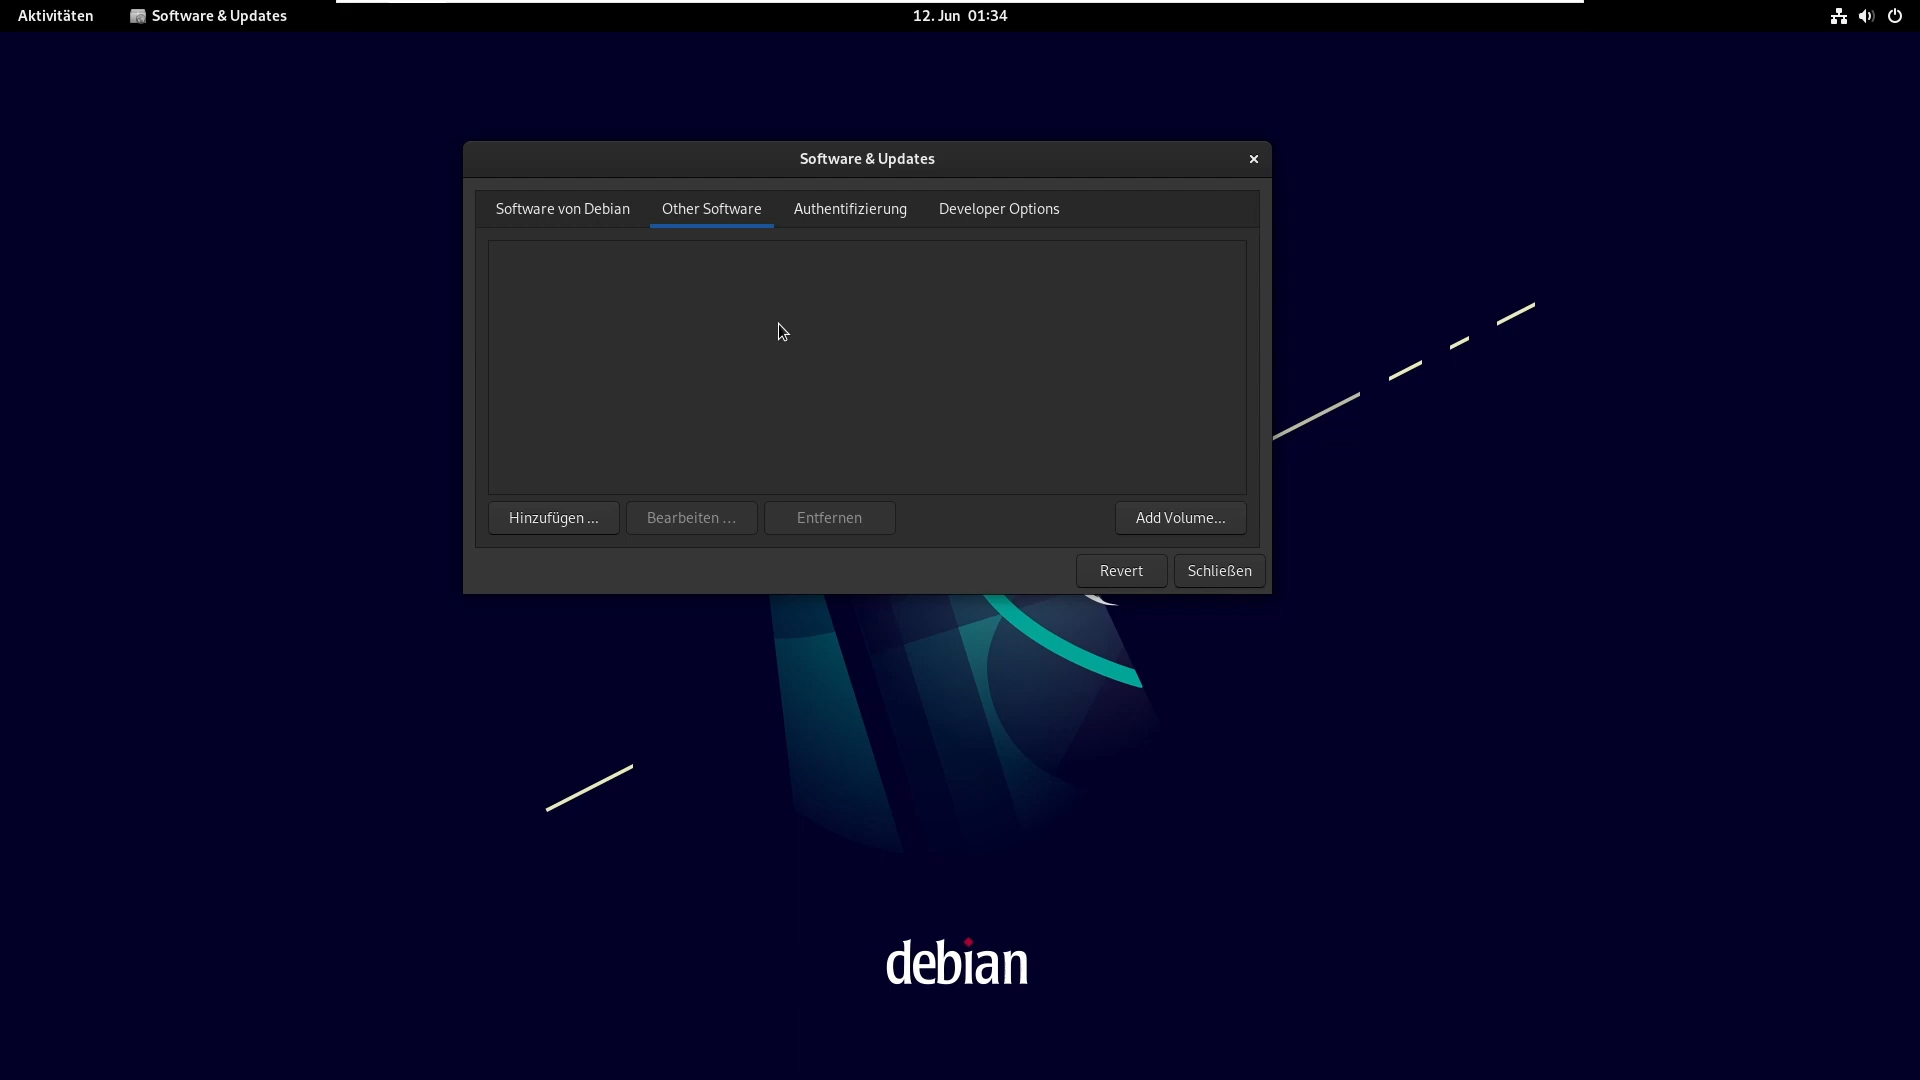 Aktivitäten
Software & Updates
12. Jun 01:34
Software & Updates
Software von Debian
Other Software
Authentifizierung
Developer Options
Hinzufügen ...
Bearbeiten …
Entfernen
Add Volume...
Revert
Schließen
debian